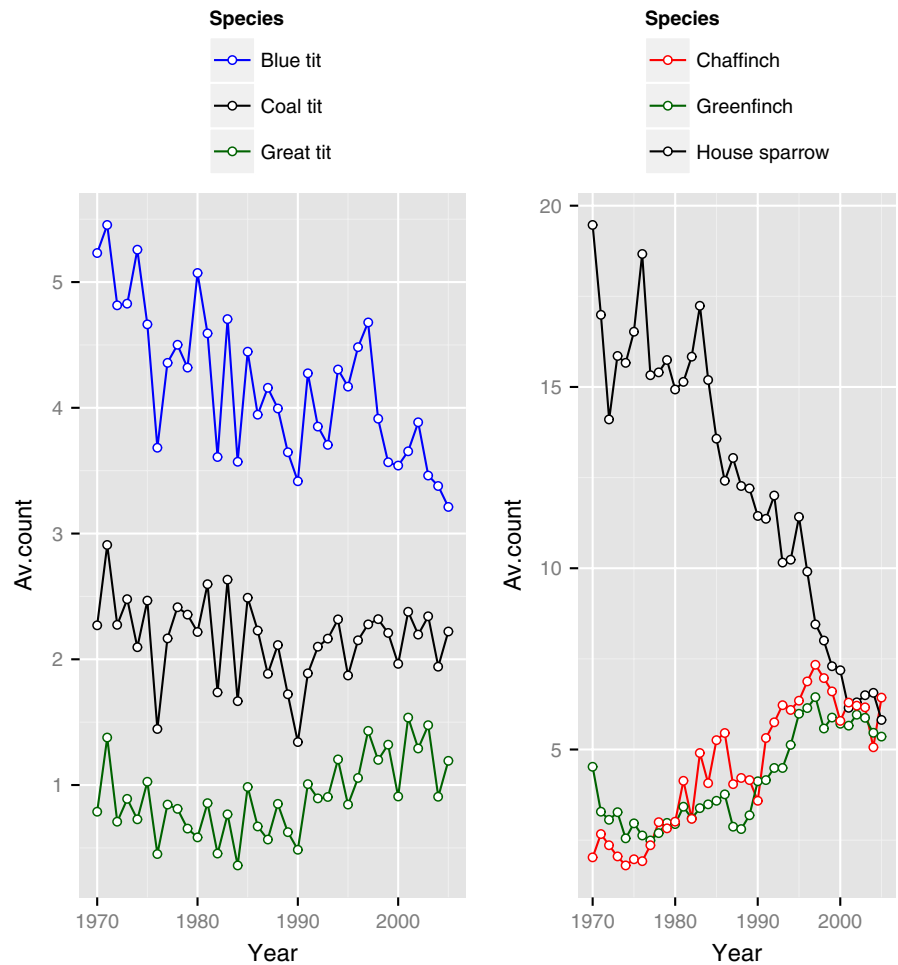 Species
Blue tit
Coal tit
Great tit
Species
Chaffinch
Greenfinch
House sparrow
5
4
3
2
1
Av.count
1970
1980
1990
2000
Year
20
15
10
5
Av.count
1970
1980
1990
2000
Year